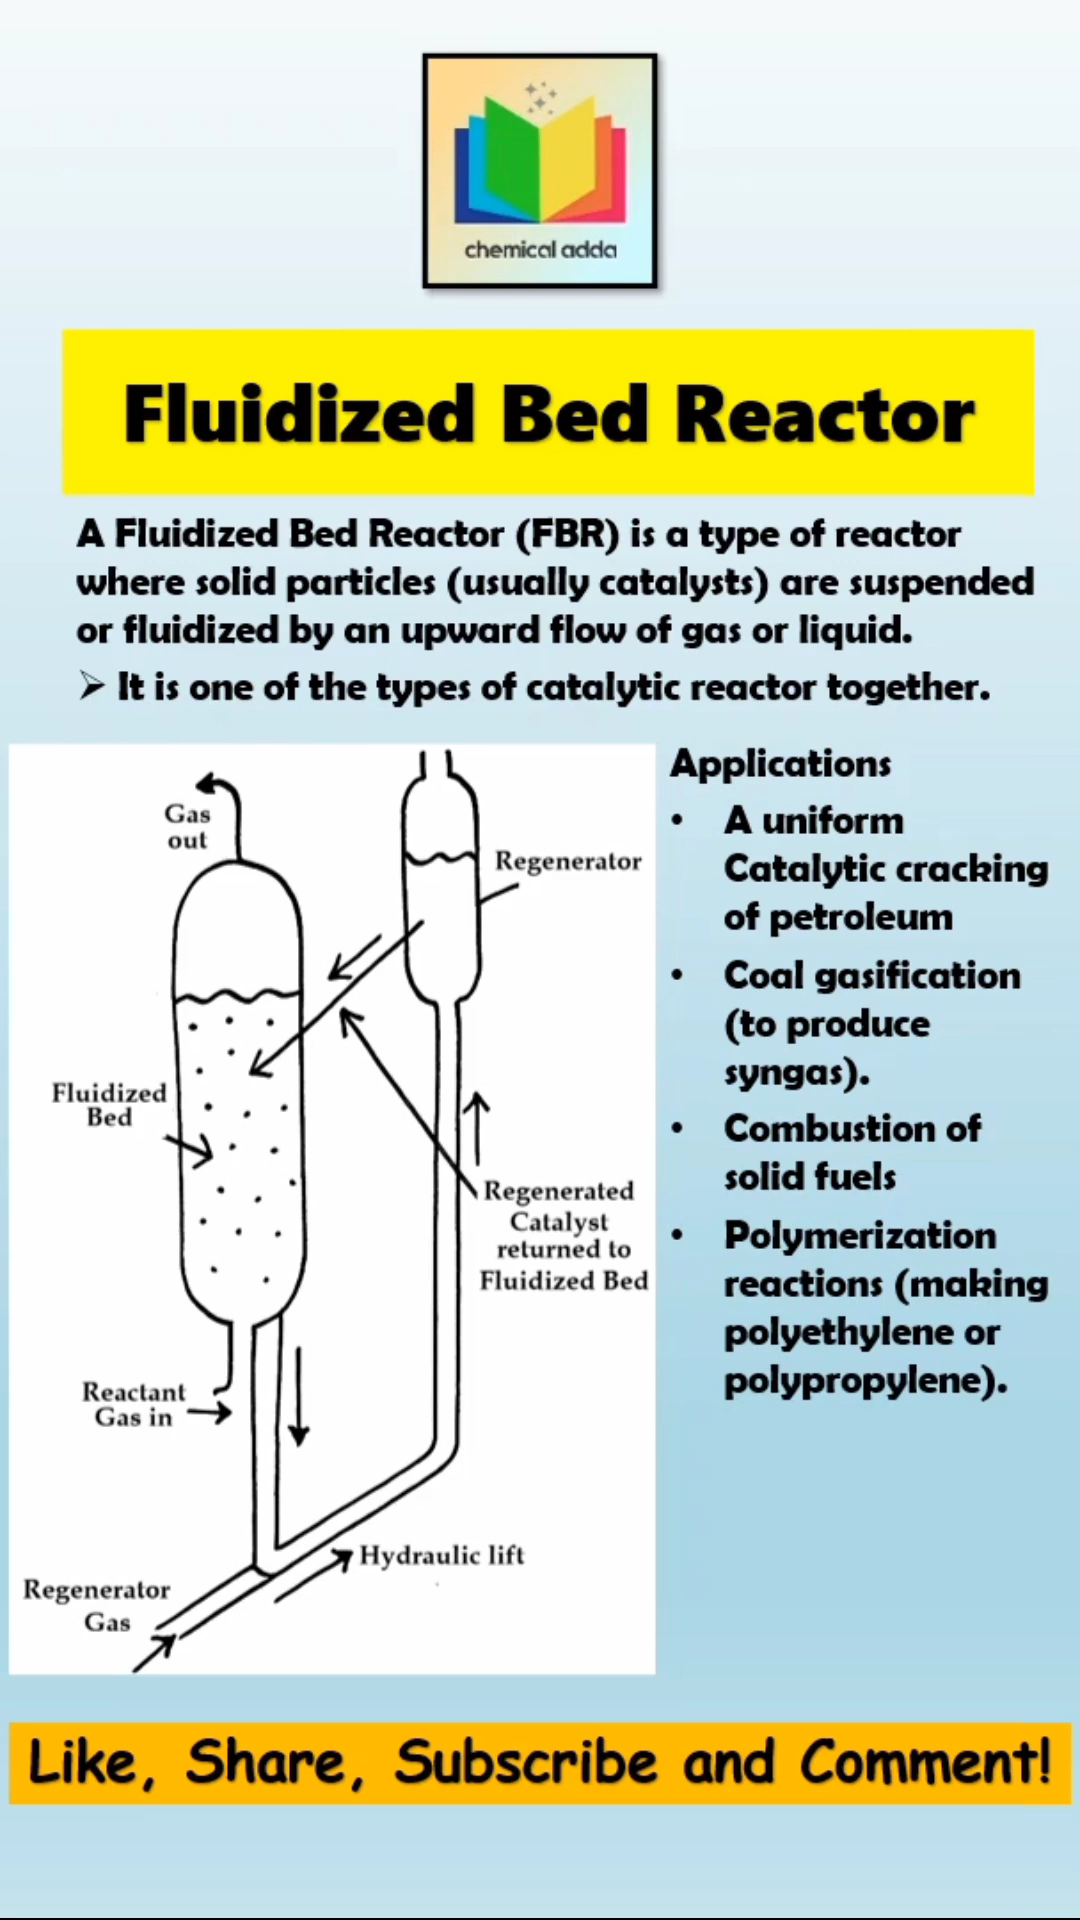 chemical adda
Fluidized Bed Reactor
A Fluidized Bed Reactor (FBR) is a type of reactor
where solid particles (usually catalysts) are suspended
or fluidized by an upward flow of gas or liquid.
➢ It is one of the types of catalytic reactor together.
Gas
out
Regenerator
Fluidized
Bed
Regenerated
Catalyst
returned to
Fluidized Bed
Reactant
Gas in
Hydraulic lift
Regenerator
Gas
Applications
• A uniform
Catalytic cracking
of petroleum
• Coal gasification
(to produce
syngas).
• Combustion of
solid fuels
• Polymerization
reactions (making
polyethylene or
polypropylene).
Like, Share, Subscribe and Comment!